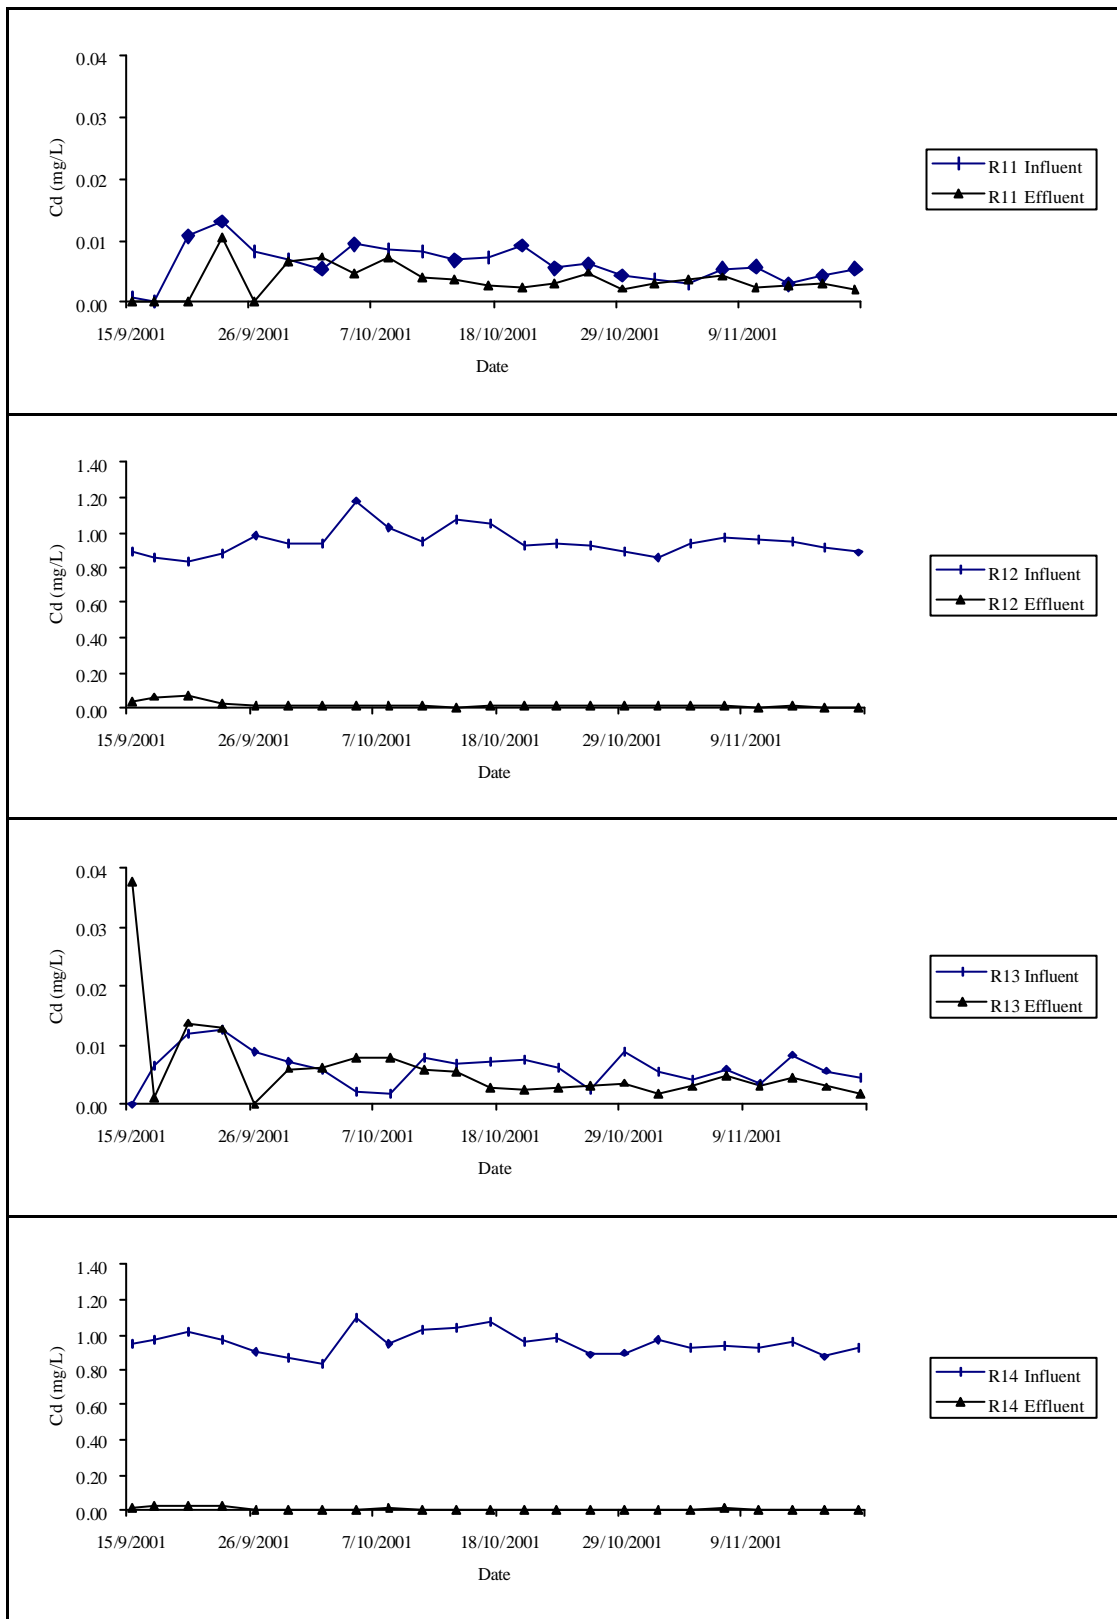 0.04
0.03
0.02
0.01
0.00
Cd (mg/L)
15/9/2001 26/9/2001 7/10/2001 18/10/2001 29/10/2001 9/11/2001
Date
R11 Influent
R11 Effluent
1.40
1.20
1.00
0.80
0.60
0.40
0.20
0.00
Cd (mg/L)
15/9/2001 26/9/2001 7/10/2001 18/10/2001 29/10/2001 9/11/2001
Date
R12 Influent
R12 Effluent
0.04
0.03
0.02
0.01
0.00
Cd (mg/L)
15/9/2001 26/9/2001 7/10/2001 18/10/2001 29/10/2001 9/11/2001
Date
R13 Influent
R13 Effluent
1.40
1.20
1.00
0.80
0.60
0.40
0.20
0.00
Cd (mg/L)
15/9/2001 26/9/2001 7/10/2001 18/10/2001 29/10/2001 9/11/2001
Date
R14 Influent
R14 Effluent